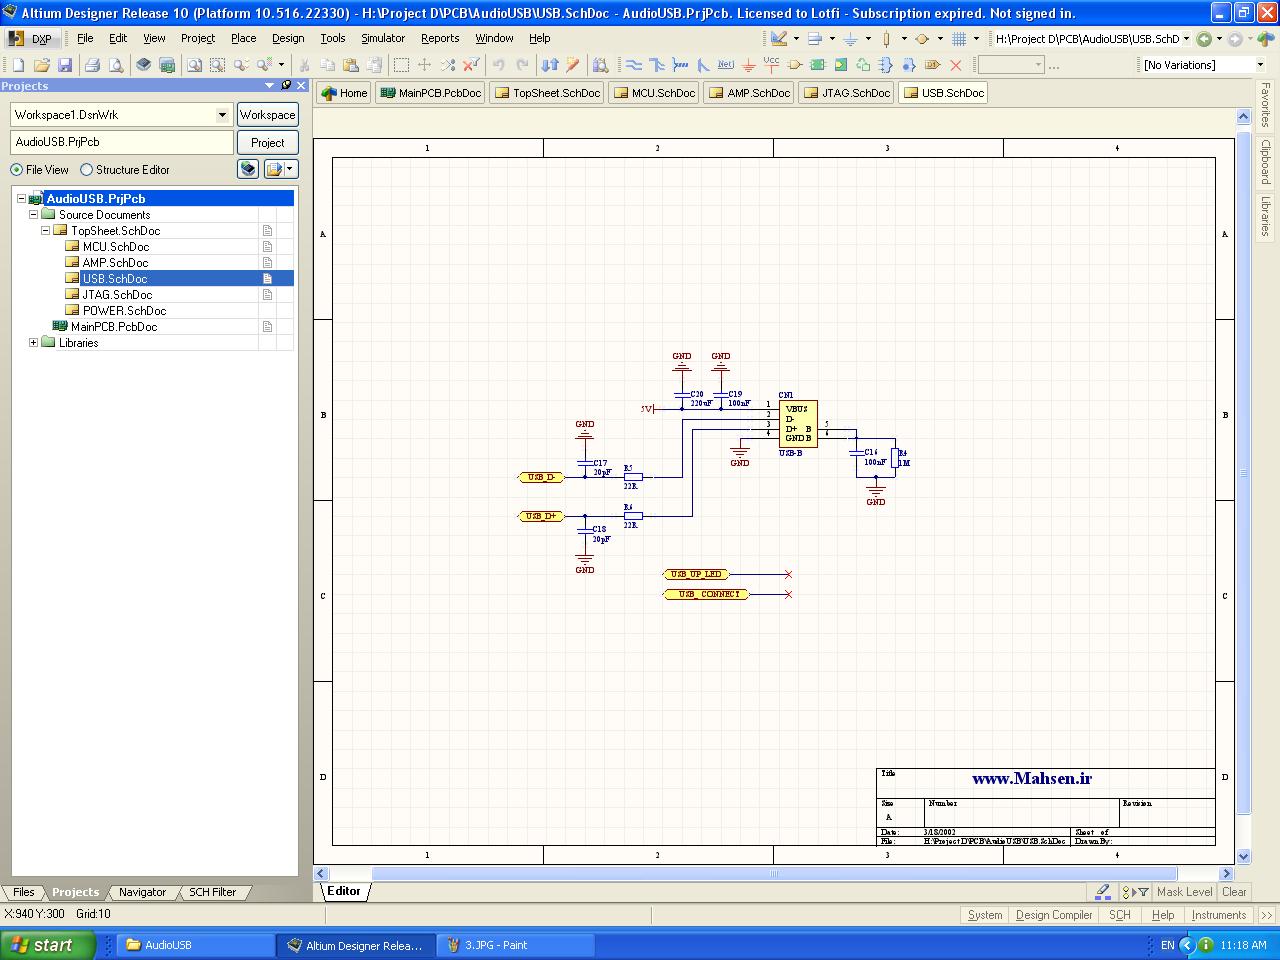 Altium Designer Release 10 (Platform 10.516.22330) - H:\Project D\PCB\AudioUSB\USB.SchDoc - AudioUSB.PrjPcb. Licensed to Lotfi - Subscription expired. Not signed in.
DXP File Edit View Project Place Design Tools Simulator Reports Window Help H:\Project D\PCB\AudioUSB\USB.SchD
Net Vcc [No Variations]
Projects
Home MainPCB.PcbDoc TopSheet.SchDoc MCU.SchDoc AMP.SchDoc JTAG.SchDoc USB.SchDoc
Workspace1.DsnWrk Workspace
AudioUSB.PrjPcb Project
File View Structure Editor
AudioUSB.PrjPcb
Source Documents
TopSheet.SchDoc
MCU.SchDoc
AMP.SchDoc
USB.SchDoc
JTAG.SchDoc
POWER.SchDoc
MainPCB.PcbDoc
Libraries
Favorites
Clipboard
Libraries
1 2 3 4
A A
B B
C C
D D
GND GND
C20
220nF
C19
100nF
5V
CN1
1 VBUS
2 D-
3 D+ B 5
4 GND B 6
USB-B
GND
C16
100nF
R4
1M
GND
GND
C17
20pF
USB_D-
R5
22R
USB_D+
R6
22R
C18
20pF
GND
USB_UP_LED
USB_CONNECT
Title
www.Mahsen.ir
Size Number Revision
A
Date: 3/18/2002 Sheet of
File: H:\Project D\PCB\AudioUSB\USB.SchDoc Drawn By:
1 2 3 4
Editor
Mask Level Clear
Files Projects Navigator SCH Filter
X:940 Y:300 Grid:10
System Design Compiler SCH Help Instruments >>
start AudioUSB Altium Designer Relea... 3.JPG - Paint EN 11:18 AM